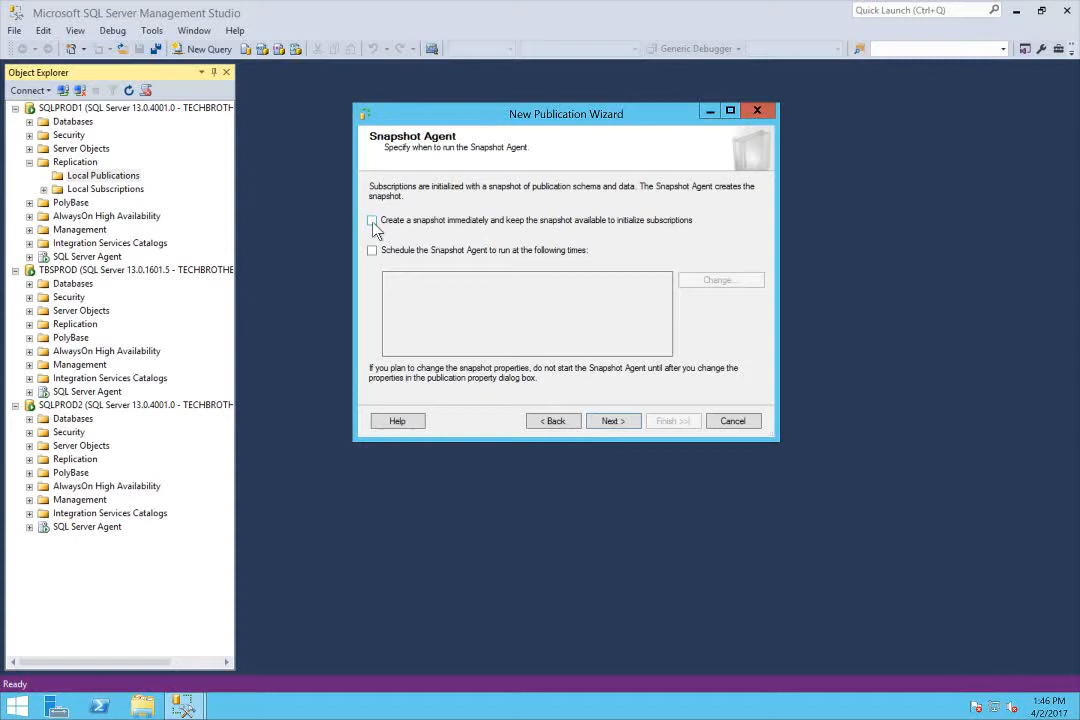 Microsoft SQL Server Management Studio
Quick Launch (Ctrl+Q)
File Edit View Debug Tools Window Help
New Query
Generic Debugger
Object Explorer
Connect
SQLPROD1 (SQL Server 13.0.4001.0 - TECHBROTH
Databases
Security
Server Objects
Replication
Local Publications
Local Subscriptions
PolyBase
AlwaysOn High Availability
Management
Integration Services Catalogs
SQL Server Agent
TBSPROD (SQL Server 13.0.1601.5 - TECHBROTHE
Databases
Security
Server Objects
Replication
PolyBase
AlwaysOn High Availability
Management
Integration Services Catalogs
SQL Server Agent
SQLPROD2 (SQL Server 13.0.4001.0 - TECHBROTH
Databases
Security
Server Objects
Replication
PolyBase
AlwaysOn High Availability
Management
Integration Services Catalogs
SQL Server Agent
New Publication Wizard
Snapshot Agent
Specify when to run the Snapshot Agent.
Subscriptions are initialized with a snapshot of publication schema and data. The Snapshot Agent creates the
snapshot.
Create a snapshot immediately and keep the snapshot available to initialize subscriptions
Schedule the Snapshot Agent to run at the following times:
Change...
If you plan to change the snapshot properties, do not start the Snapshot Agent until after you change the
properties in the publication property dialog box.
Help
< Back
Next >
Finish >>|
Cancel
Ready
1:46 PM
4/2/2017